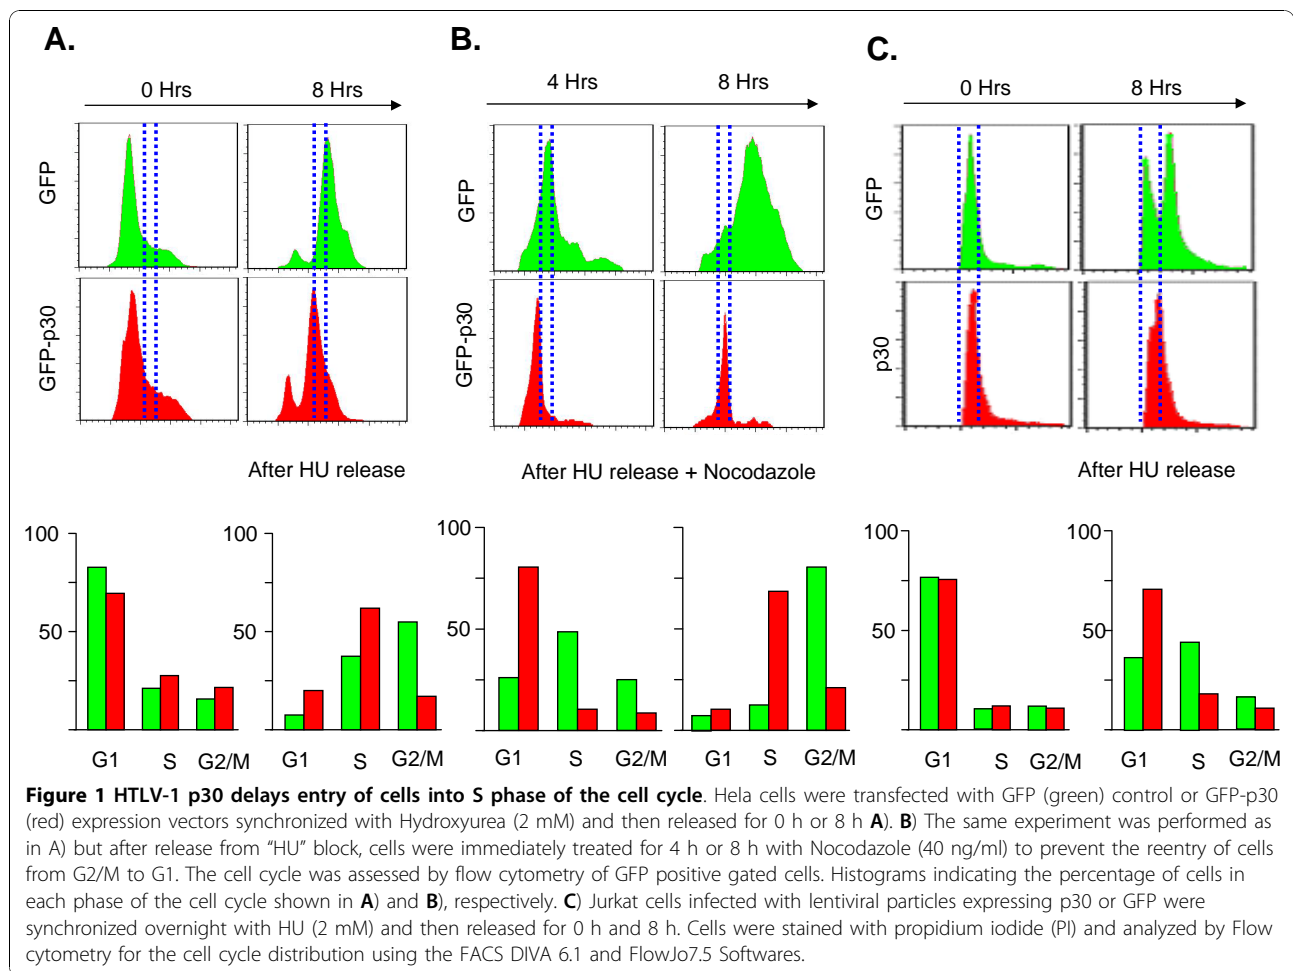 A.
B.
C.
0 Hrs
8 Hrs
4 Hrs
8 Hrs
0 Hrs
8 Hrs
GFP
GFP
GFP
GFP-p30
GFP-p30
p30
After HU release
After HU release + Nocodazole
After HU release
100
50
G1
S
G2/M
100
50
G1
S
G2/M
100
50
G1
S
G2/M
G1
S
G2/M
100
50
G1
S
G2/M
100
50
G1
S
G2/M
Figure 1 HTLV-1 p30 delays entry of cells into S phase of the cell cycle. Hela cells were transfected with GFP (green) control or GFP-p30
(red) expression vectors synchronized with Hydroxyurea (2 mM) and then released for 0 h or 8 h A). B) The same experiment was performed as
in A) but after release from “HU” block, cells were immediately treated for 4 h or 8 h with Nocodazole (40 ng/ml) to prevent the reentry of cells
from G2/M to G1. The cell cycle was assessed by flow cytometry of GFP positive gated cells. Histograms indicating the percentage of cells in
each phase of the cell cycle shown in A) and B), respectively. C) Jurkat cells infected with lentiviral particles expressing p30 or GFP were
synchronized overnight with HU (2 mM) and then released for 0 h and 8 h. Cells were stained with propidium iodide (PI) and analyzed by Flow
cytometry for the cell cycle distribution using the FACS DIVA 6.1 and FlowJo7.5 Softwares.